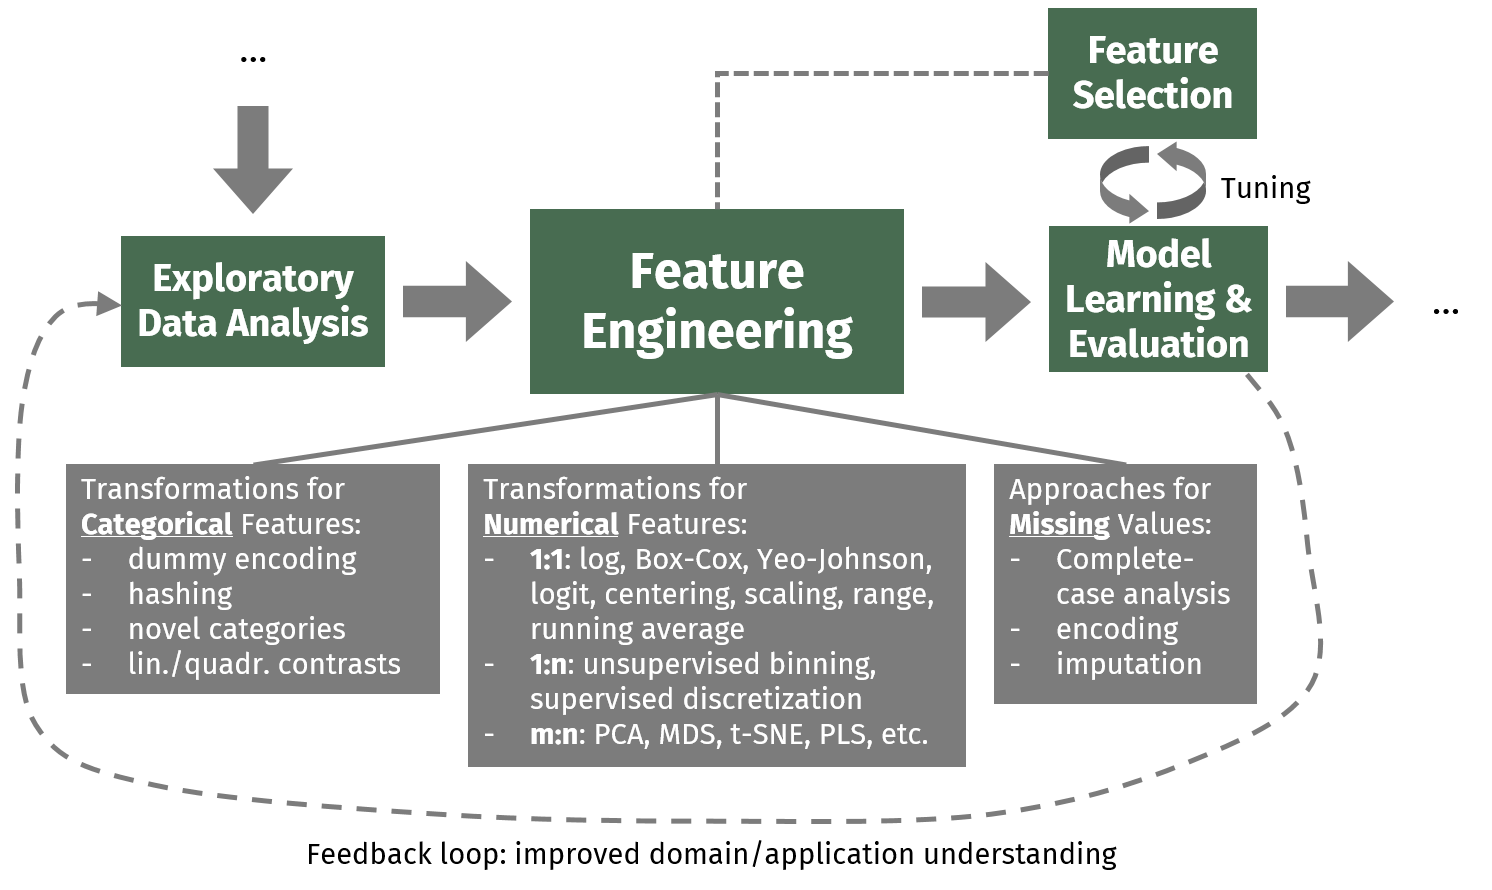 ...
Feature
Selection
Tuning
Exploratory
Data Analysis
Feature
Engineering
Model
Learning &
Evaluation
...
Transformations for
Categorical Features:
- dummy encoding
- hashing
- novel categories
- lin./quadr. contrasts
Transformations for
Numerical Features:
- 1:1: log, Box-Cox, Yeo-Johnson,
logit, centering, scaling, range,
running average
- 1:n: unsupervised binning,
supervised discretization
- m:n: PCA, MDS, t-SNE, PLS, etc.
Approaches for
Missing Values:
- Complete-
case analysis
- encoding
- imputation
Feedback loop: improved domain/application understanding